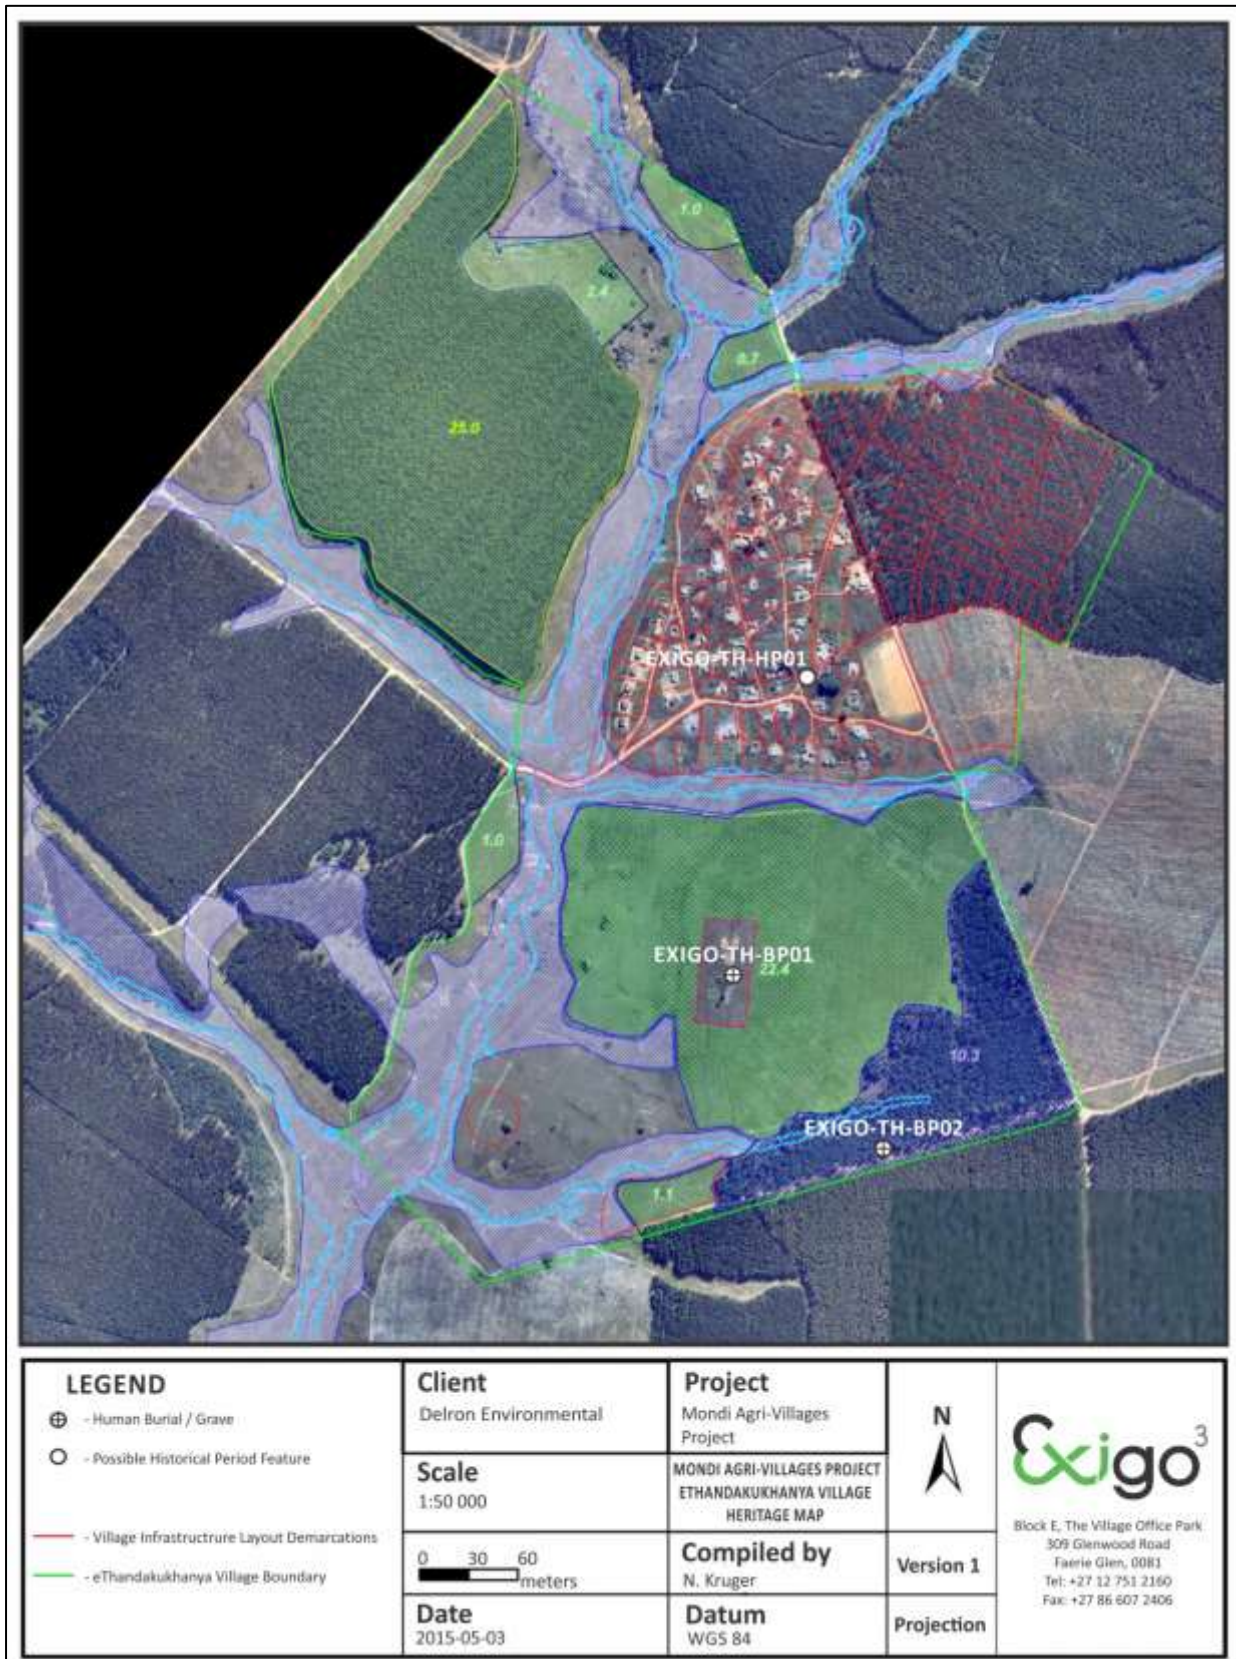 1.0
2.4
0.7
25.0
EXIGO-TH-HP01
1.0
EXIGO-TH-BP01
22.4
10.3
EXIGO-TH-BP02
1.1
LEGEND
- Human Burial / Grave
- Possible Historical Period Feature
- Village Infrastructrure Layout Demarcations
- eThandakukhanya Village Boundary
Client
Delron Environmental
Scale
1:50 000
0 30 60
meters
Date
2015-05-03
Project
Mondi Agri-Villages
Project
MONDI AGRI-VILLAGES PROJECT
ETHANDAKUKHANYA VILLAGE
HERITAGE MAP
Compiled by
N. Kruger
Datum
WGS 84
N
Version 1
Projection
Exigo3
Block E, The Village Office Park
309 Glenwood Road
Faerie Glen, 0081
Tel: +27 12 751 2160
Fax: +27 86 607 2406